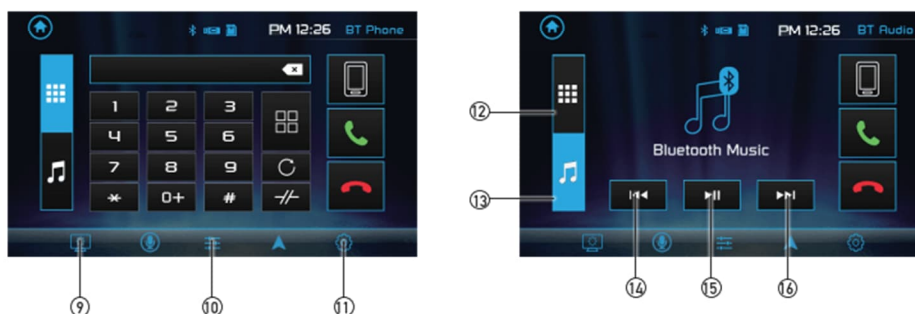 PM 12:26 BT Phone
1 2 3
4 5 6
7 8 9
* 0+ #
⑨ ⑩ ⑪
PM 12:26 BT Audio
Bluetooth Music
⑫
⑬
⑭ ⑮ ⑯